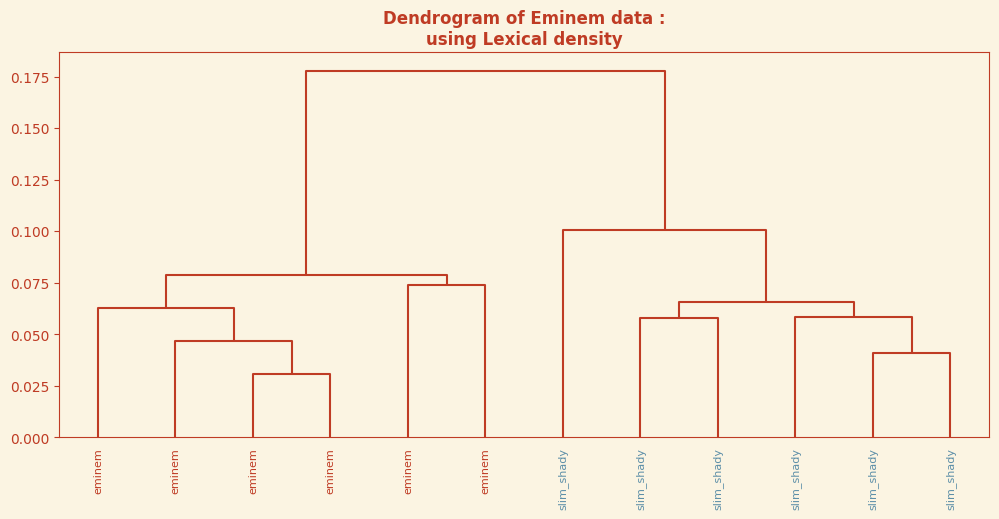 Dendrogram of Eminem data :
using Lexical density
0.175
0.150
0.125
0.100
0.075
0.050
0.025
0.000
eminem
eminem
eminem
eminem
eminem
eminem
slim_shady
slim_shady
slim_shady
slim_shady
slim_shady
slim_shady